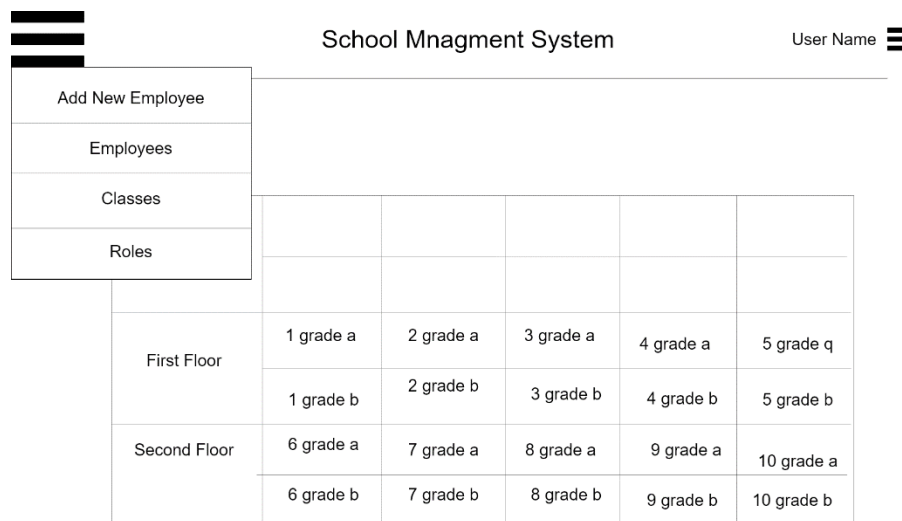 School Mnagment System
User Name
Add New Employee
Employees
Classes
Roles
First Floor
1 grade a 2 grade a 3 grade a 4 grade a 5 grade q
1 grade b 2 grade b 3 grade b 4 grade b 5 grade b
Second Floor
6 grade a 7 grade a 8 grade a 9 grade a 10 grade a
6 grade b 7 grade b 8 grade b 9 grade b 10 grade b